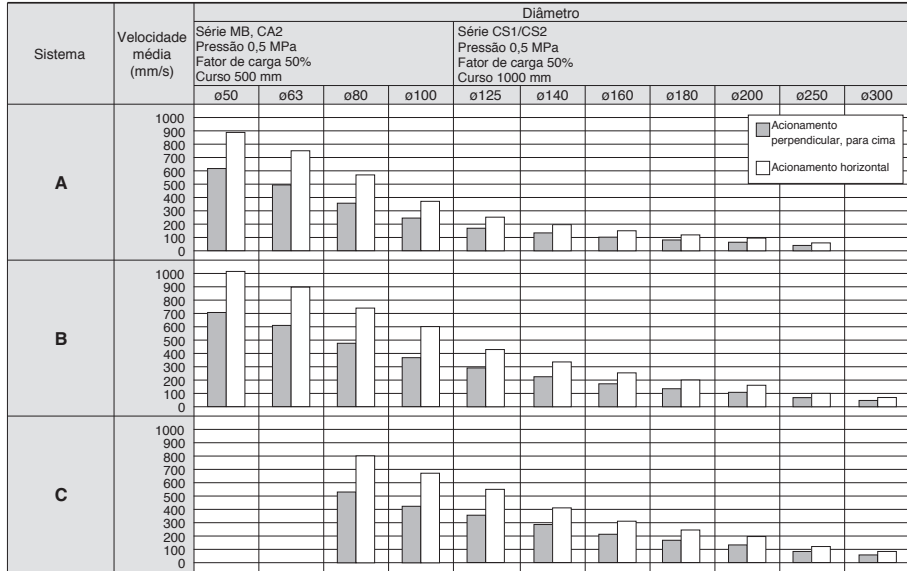 Diâmetro
Sistema
Velocidade
média
(mm/s)
Série MB, CA2
Pressão 0,5 MPa
Fator de carga 50%
Curso 500 mm
Série CS1/CS2
Pressão 0,5 MPa
Fator de carga 50%
Curso 1000 mm
ø50 ø63 ø80 ø100 ø125 ø140 ø160 ø180 ø200 ø250 ø300
Acionamento
perpendicular, para cima
Acionamento horizontal
A
1000
900
800
700
600
500
400
300
200
100
0
B
1000
900
800
700
600
500
400
300
200
100
0
C
1000
900
800
700
600
500
400
300
200
100
0